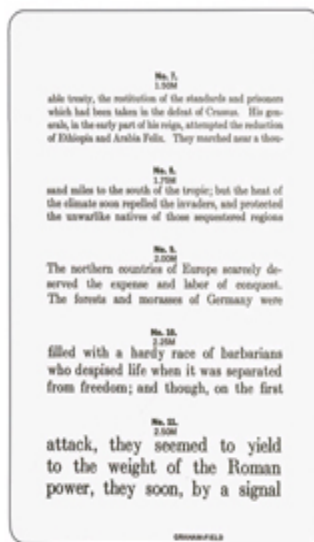 No. 7.
1.50M
able treaty, the restitution of the standards and prisoners
which had been taken in the defeat of Crassus. His gen-
erals, in the early part of his reign, attempted the reduction
of Ethiopia and Arabia Felix. They marched near a thou-
No. 8.
1.75M
sand miles to the south of the tropic; but the heat of
the climate soon repelled the invaders, and protected
the unwarlike natives of those sequestered regions
No. 9.
2.00M
The northern countries of Europe scarcely de-
served the expense and labor of conquest.
The forests and morasses of Germany were
No. 10.
2.25M
filled with a hardy race of barbarians
who despised life when it was separated
from freedom; and though, on the first
No. 11.
2.50M
attack, they seemed to yield
to the weight of the Roman
power, they soon, by a signal
GRAHAM-FIELD